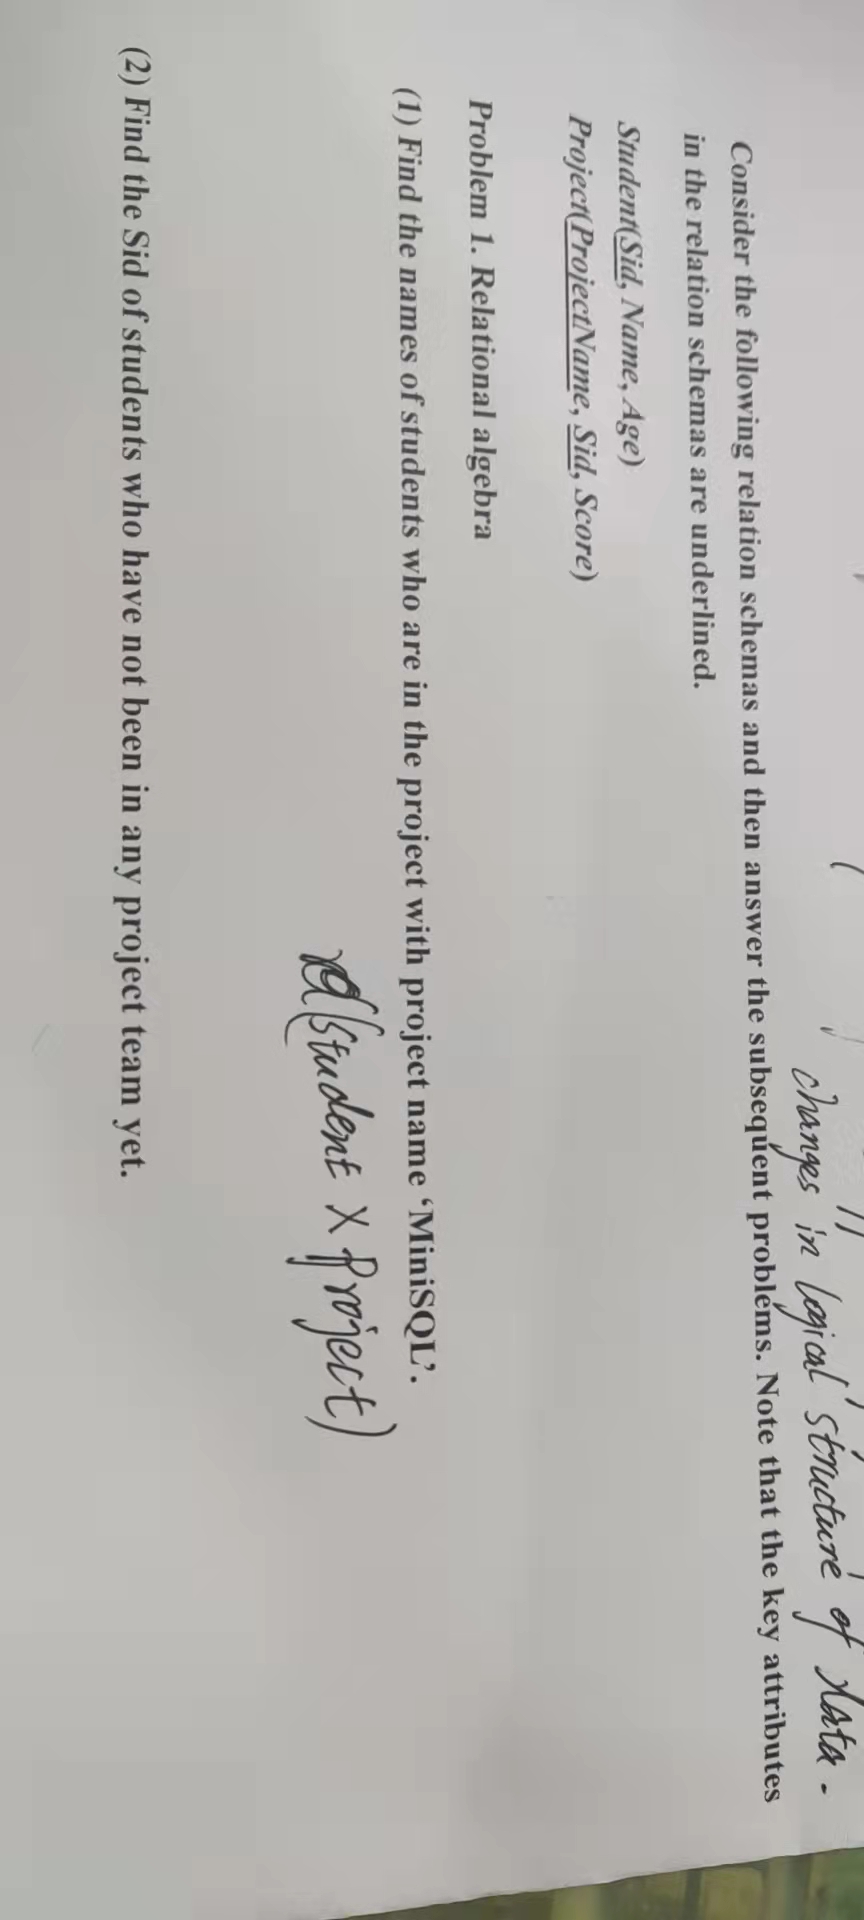 changes in logical structure of data.
Consider the following relation schemas and then answer the subsequent problems. Note that the key attributes
in the relation schemas are underlined.
Student(Sid, Name, Age)
Project(ProjectName, Sid, Score)
Problem 1. Relational algebra
(1) Find the names of students who are in the project with project name ‘MiniSQL’.
(Student × Project)
(2) Find the Sid of students who have not been in any project team yet.